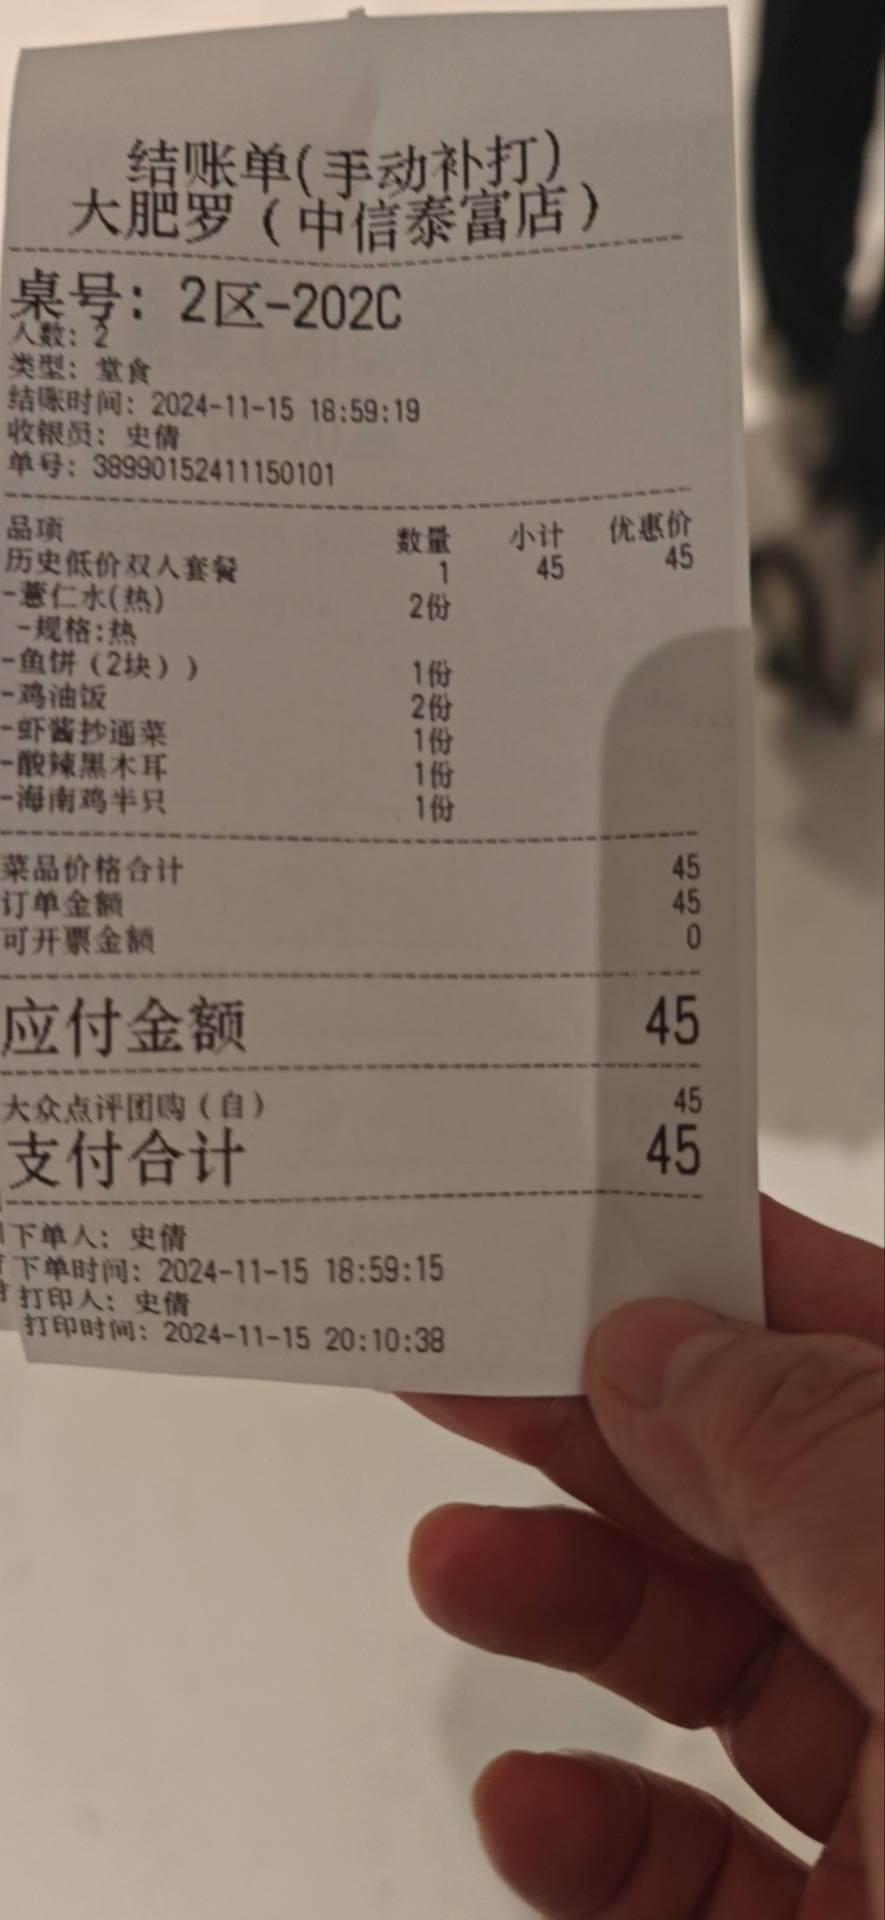 结账单(手动补打)
大肥罗（中信泰富店）
桌号：2区-202C
人数：2
类型：堂食
结账时间：2024-11-15 18:59:19
收银员：史倩
单号：38990152411150101
品项 数量 小计 优惠价
历史低价双人套餐 1 45 45
-薏仁水(热) 2份
-规格:热
-鱼饼（2块）） 1份
-鸡油饭 2份
-虾酱抄通菜 1份
-酸辣黑木耳 1份
-海南鸡半只 1份
菜品价格合计 45
订单金额 45
可开票金额 0
应付金额 45
大众点评团购（自） 45
支付合计 45
下单人：史倩
下单时间：2024-11-15 18:59:15
打印人：史倩
打印时间：2024-11-15 20:10:38